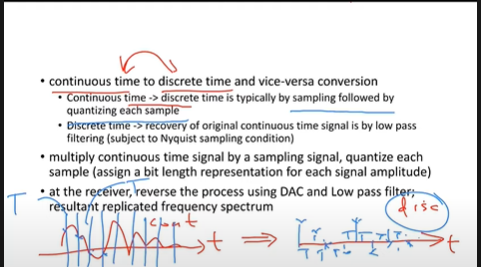 • continuous time to discrete time and vice-versa conversion
• Continuous time -> discrete time is typically by sampling followed by
quantizing each sample
• Discrete time -> recovery of original continuous time signal is by low pass
filtering (subject to Nyquist sampling condition)
• multiply continuous time signal by a sampling signal, quantize each
sample (assign a bit length representation for each signal amplitude)
• at the receiver, reverse the process using DAC and Low pass filter;
resultant replicated frequency spectrum
T
disc
cont
t
⇒
t